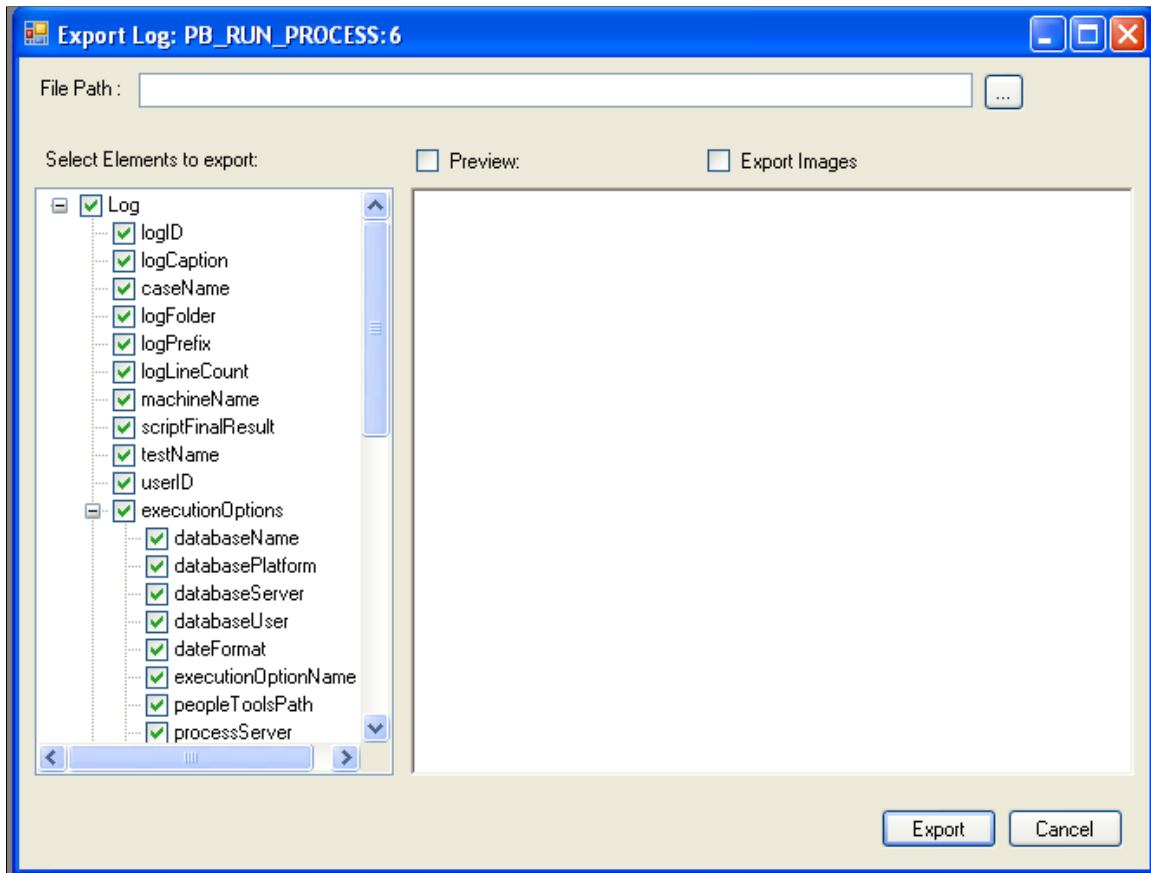 Export Log: PB_RUN_PROCESS:6
File Path :
...
Select Elements to export:
Preview:
Export Images
Log
logID
logCaption
caseName
logFolder
logPrefix
logLineCount
machineName
scriptFinalResult
testName
userID
executionOptions
databaseName
databasePlatform
databaseServer
databaseUser
dateFormat
executionOptionName
peopleToolsPath
processServer
Export
Cancel